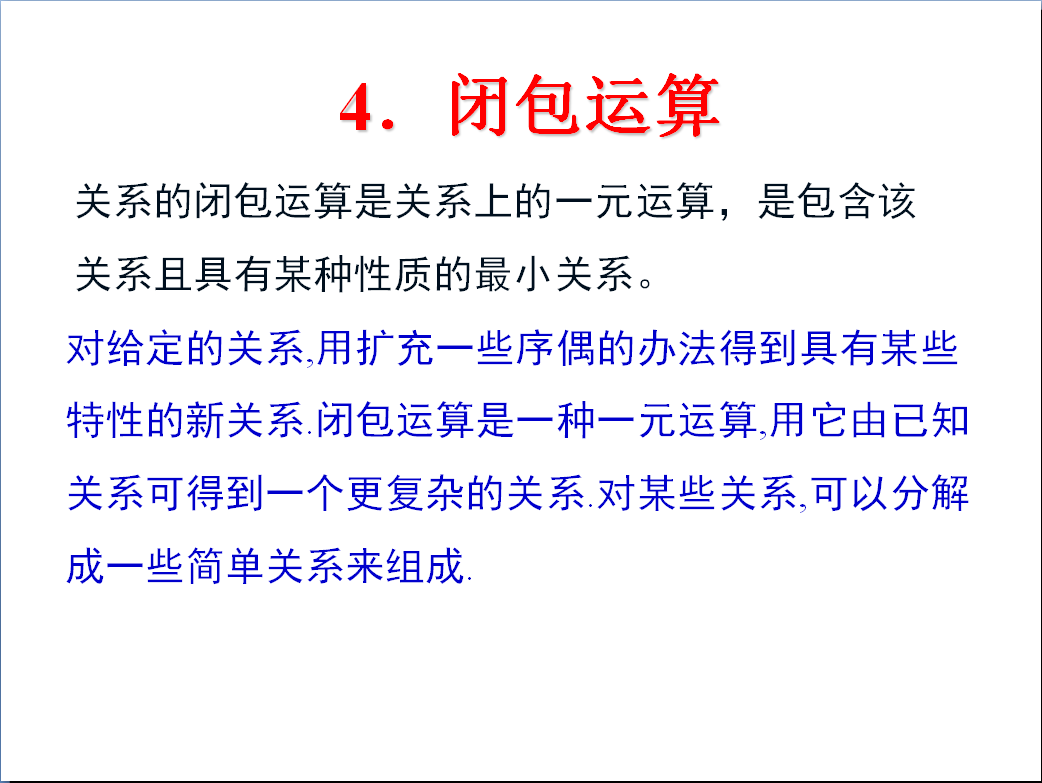 4．闭包运算
关系的闭包运算是关系上的一元运算，是包含该
关系且具有某种性质的最小关系。
对给定的关系,用扩充一些序偶的办法得到具有某些
特性的新关系.闭包运算是一种一元运算,用它由已知
关系可得到一个更复杂的关系.对某些关系,可以分解
成一些简单关系来组成.